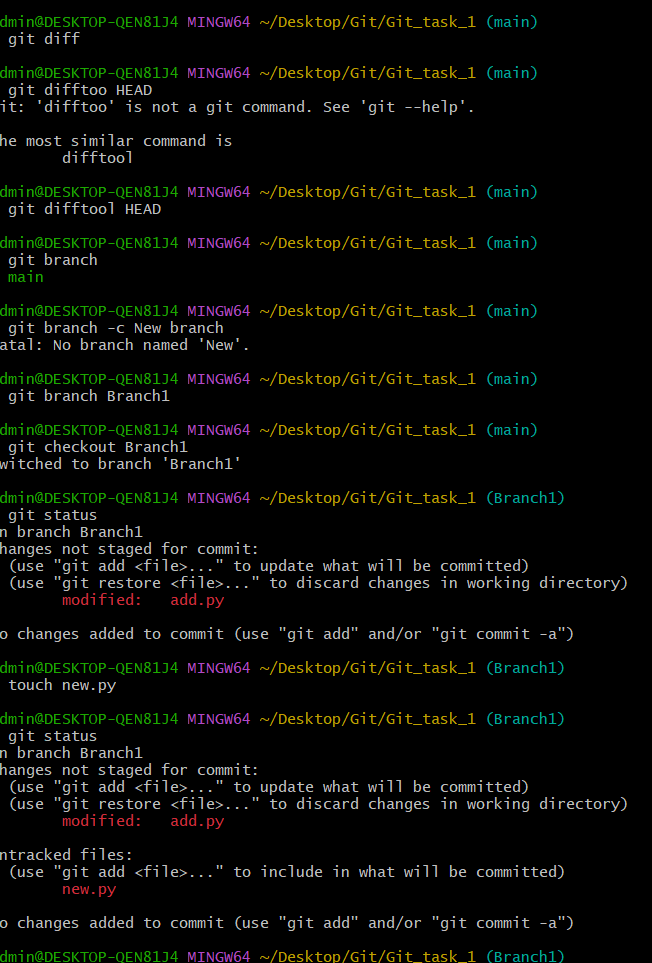 dmin@DESKTOP-QEN81J4 MINGW64 ~/Desktop/Git/Git_task_1 (main)
git diff
dmin@DESKTOP-QEN81J4 MINGW64 ~/Desktop/Git/Git_task_1 (main)
git difftoo HEAD
it: 'difftoo' is not a git command. See 'git --help'.
he most similar command is
difftool
dmin@DESKTOP-QEN81J4 MINGW64 ~/Desktop/Git/Git_task_1 (main)
git difftool HEAD
dmin@DESKTOP-QEN81J4 MINGW64 ~/Desktop/Git/Git_task_1 (main)
git branch
main
dmin@DESKTOP-QEN81J4 MINGW64 ~/Desktop/Git/Git_task_1 (main)
git branch -c New branch
atal: No branch named 'New'.
dmin@DESKTOP-QEN81J4 MINGW64 ~/Desktop/Git/Git_task_1 (main)
git branch Branch1
dmin@DESKTOP-QEN81J4 MINGW64 ~/Desktop/Git/Git_task_1 (main)
git checkout Branch1
witched to branch 'Branch1'
dmin@DESKTOP-QEN81J4 MINGW64 ~/Desktop/Git/Git_task_1 (Branch1)
git status
n branch Branch1
hanges not staged for commit:
(use "git add <file>..." to update what will be committed)
(use "git restore <file>..." to discard changes in working directory)
modified:   add.py
o changes added to commit (use "git add" and/or "git commit -a")
dmin@DESKTOP-QEN81J4 MINGW64 ~/Desktop/Git/Git_task_1 (Branch1)
touch new.py
dmin@DESKTOP-QEN81J4 MINGW64 ~/Desktop/Git/Git_task_1 (Branch1)
git status
n branch Branch1
hanges not staged for commit:
(use "git add <file>..." to update what will be committed)
(use "git restore <file>..." to discard changes in working directory)
modified:   add.py
ntracked files:
(use "git add <file>..." to include in what will be committed)
new.py
o changes added to commit (use "git add" and/or "git commit -a")
dmin@DESKTOP-QEN81J4 MINGW64 ~/Desktop/Git/Git_task_1 (Branch1)